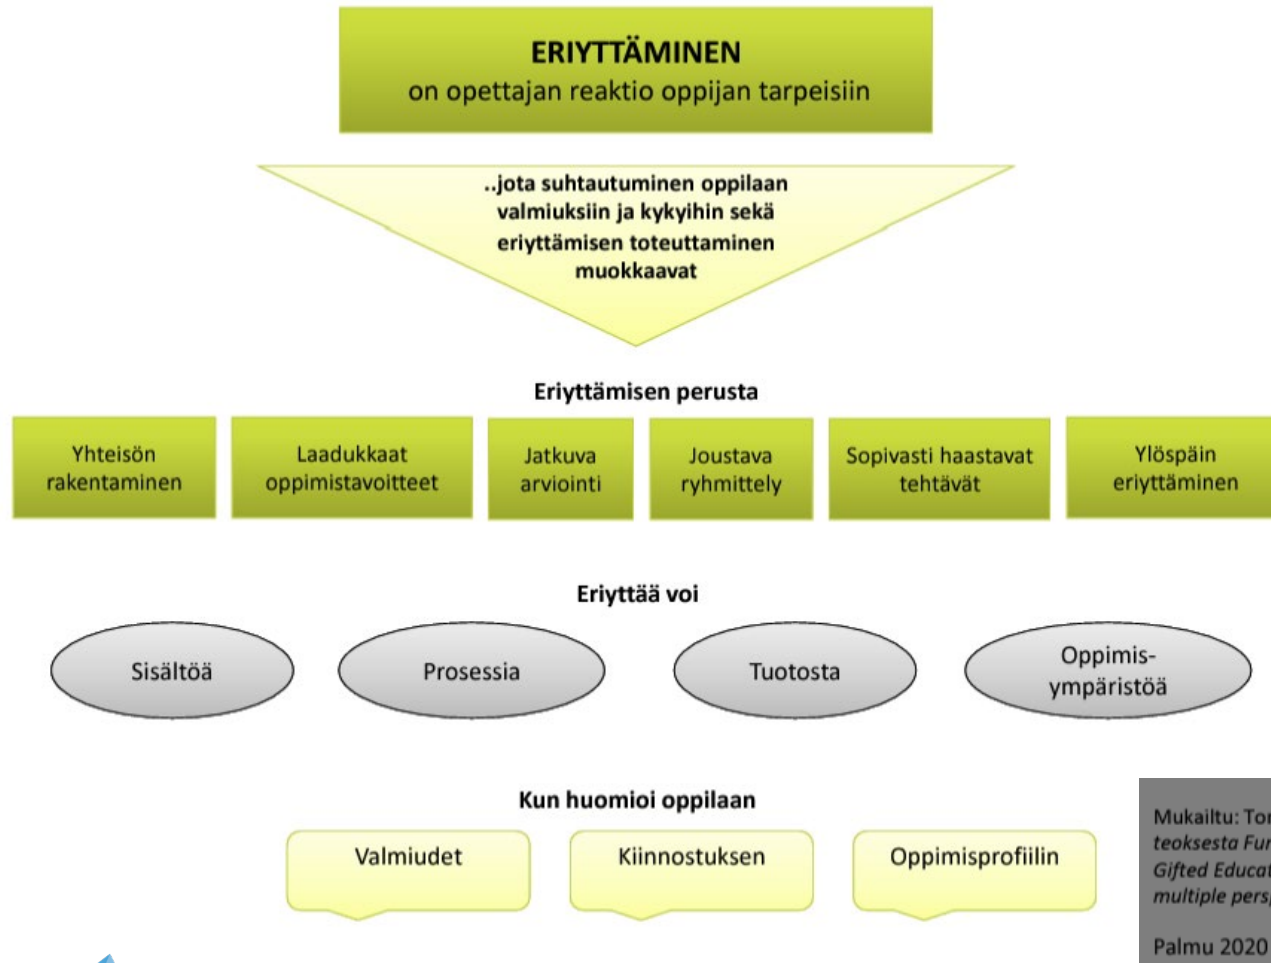 ERIYTTÄMINEN
on opettajan reaktio oppijan tarpeisiin
..jota suhtautuminen oppilaan
valmiuksiin ja kykyihin sekä
eriyttämisen toteuttaminen
muokkaavat
Eriyttämisen perusta
Yhteisön
rakentaminen
Laadukkaat
oppimistavoitteet
Jatkuva
arviointi
Joustava
ryhmittely
Sopivasti haastavat
tehtävät
Ylöspäin
eriyttäminen
Eriyttää voi
Sisältöä
Prosessia
Tuotosta
Oppimis-
ympäristöä
Kun huomioi oppilaan
Valmiudet
Kiinnostuksen
Oppimisprofiilin
Mukailtu:
teoksesta
Gifted
multiple
Palmu 2020